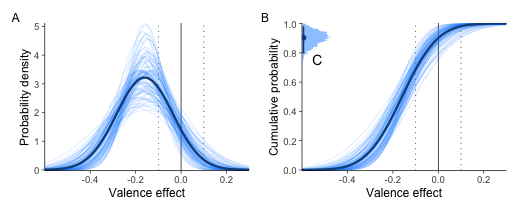 A
Probability density
5
4
3
2
1
0
-0.4
-0.2
0.0
0.2
Valence effect
B
Cumulative probability
1.0
0.8
0.6
0.4
0.2
0.0
C
-0.4
-0.2
0.0
0.2
Valence effect